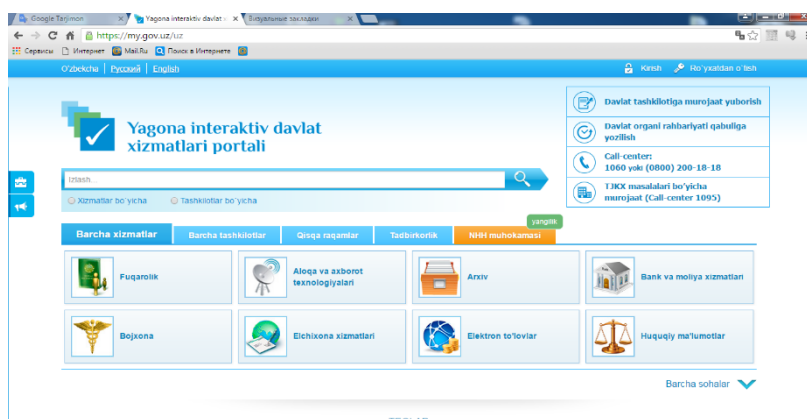 Google Tarjimon
Yagona interaktiv davlat
Визуальные закладки
https://my.gov.uz/uz
Сервисы Интернет Mail.Ru Поиск в Интернете
O'zbekcha Русский English
Kirish Ro'yxatdan o'tish
Yagona interaktiv davlat
xizmatlari portali
Izlash...
Xizmatlar bo'yicha Tashkilotlar bo'yicha
Davlat tashkilotiga murojaat yuborish
Davlat organi rahbariyati qabuliga
yozilish
Call-center:
1060 yoki (0800) 200-18-18
TJKX masalalari bo'yicha
murojaat (Call-center 1095)
yangilik
Barcha xizmatlar Barcha tashkilotlar Qisqa raqamlar Tadbirkorlik NHH muhokamasi
Fuqarolik
Aloqa va axborot
texnologiyalari
Arxiv
Bank va moliya xizmatlari
Bojxona
Elchixona xizmatlari
Elektron to'lovlar
Huquqiy ma'lumotlar
Barcha sohalar